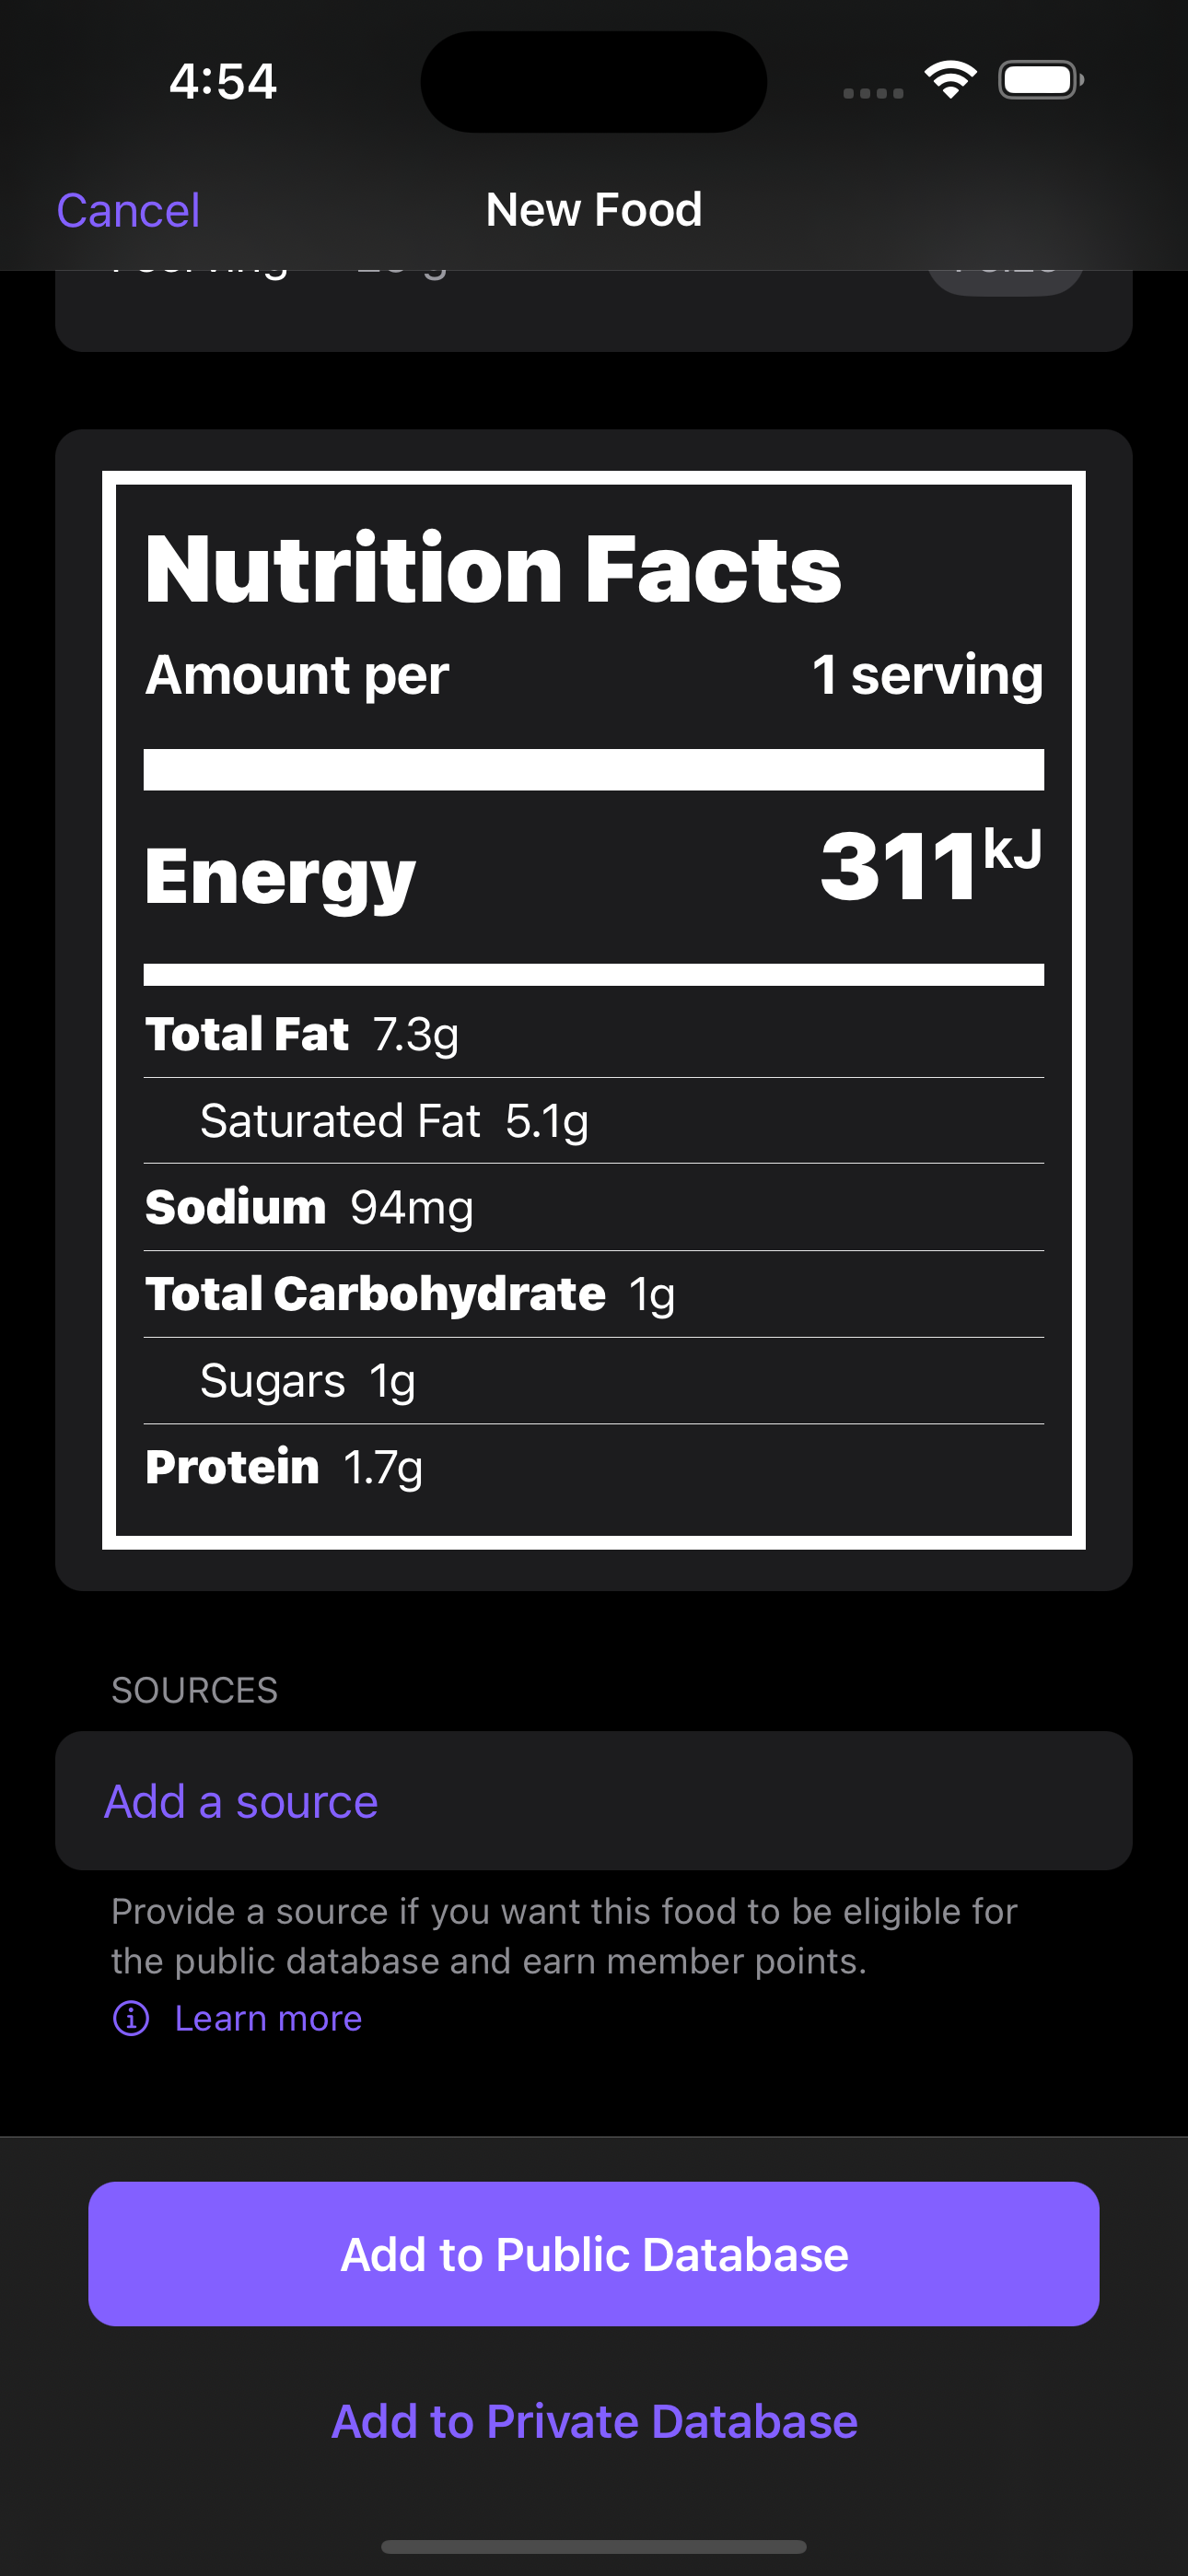 4:54
Cancel
New Food
Nutrition Facts
Amount per
1 serving
Energy
311 kJ
Total Fat 7.3g
Saturated Fat 5.1g
Sodium 94mg
Total Carbohydrate 1g
Sugars 1g
Protein 1.7g
SOURCES
Add a source
Provide a source if you want this food to be eligible for
the public database and earn member points.
Learn more
Add to Public Database
Add to Private Database